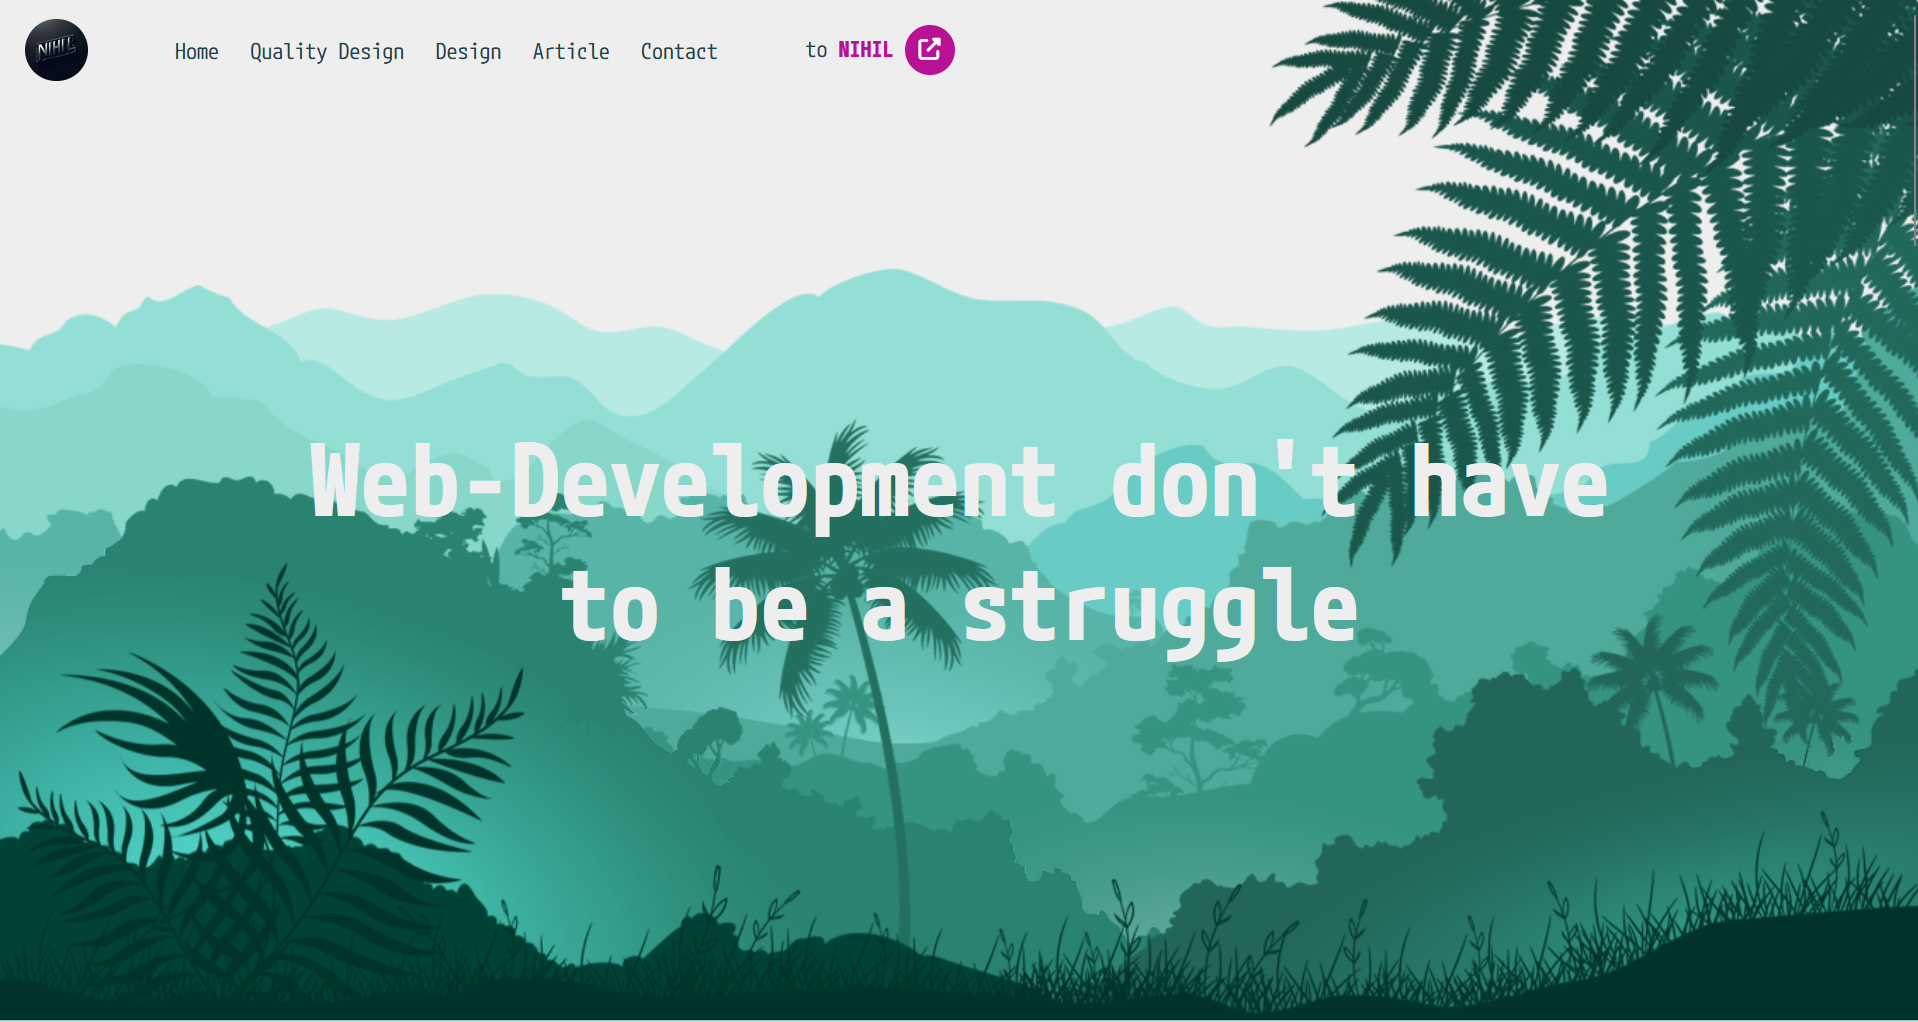 NIHIL
Home Quality Design Design Article Contact to NIHIL
Web-Development don't have
to be a struggle